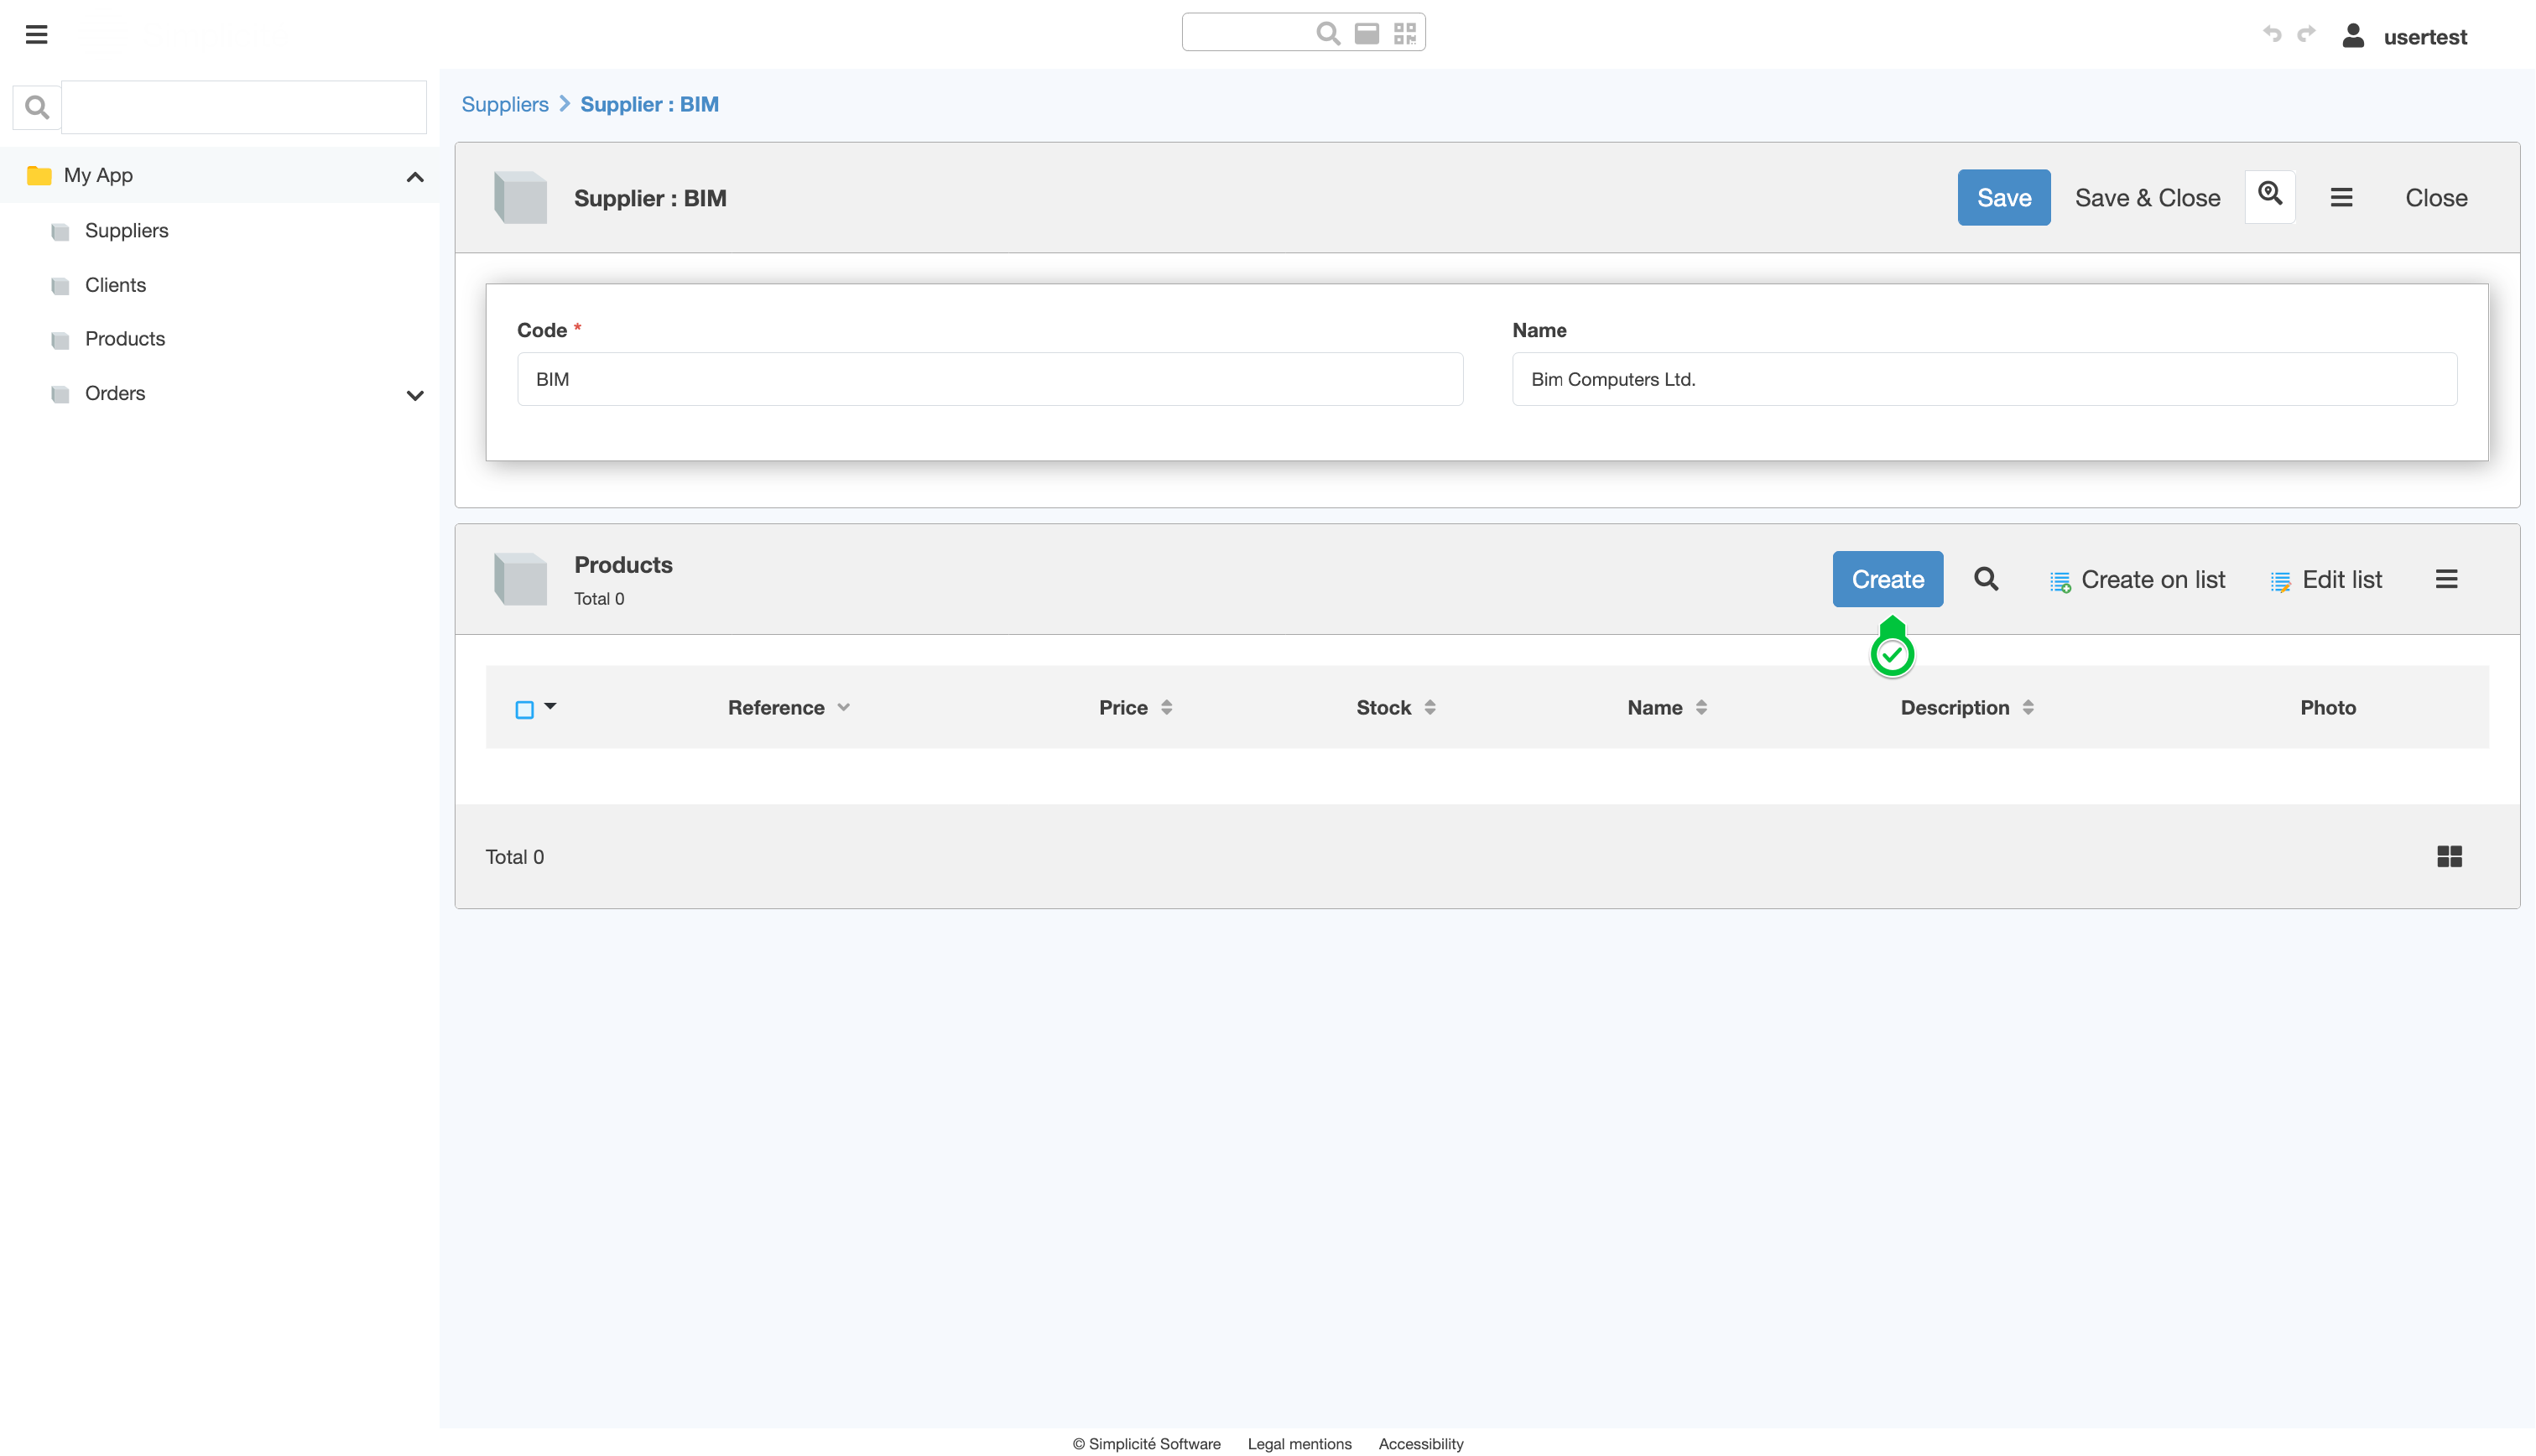 usertest
Suppliers Supplier : BIM
My App
Suppliers
Clients
Products
Orders
Supplier : BIM
Save Save & Close Close
Code * Name
BIM Bim Computers Ltd.
Products
Total 0
Create Create on list Edit list
Reference Price Stock Name Description Photo
Total 0
© Simplicité Software Legal mentions Accessibility